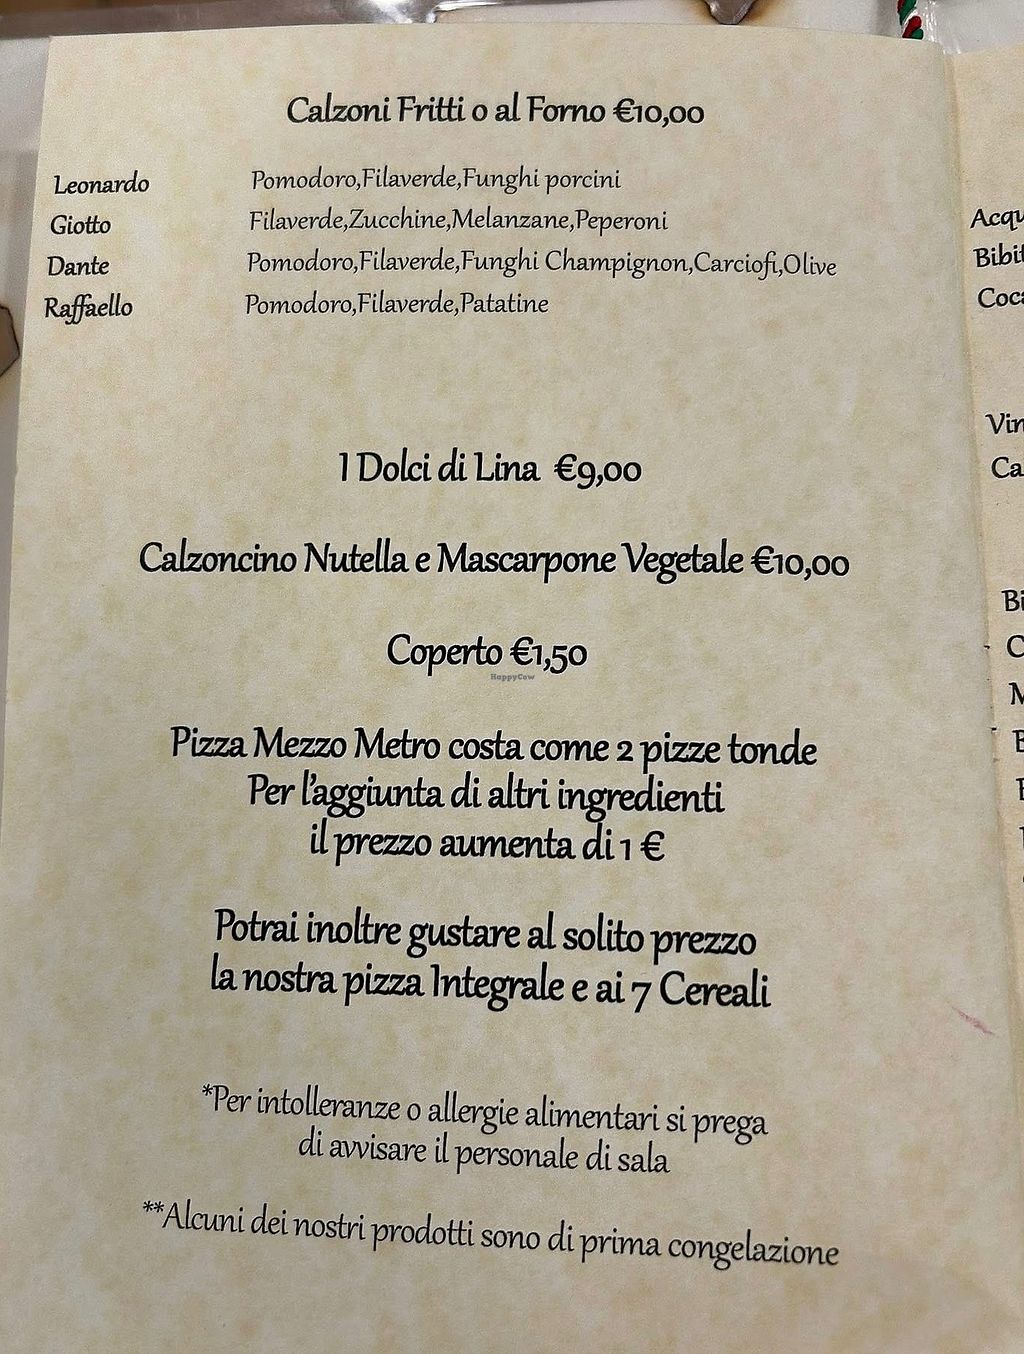 Calzoni Fritti o al Forno €10,00
Leonardo Pomodoro,Filaverde,Funghi porcini
Giotto Filaverde,Zucchine,Melanzane,Peperoni
Dante Pomodoro,Filaverde,Funghi Champignon,Carciofi,Olive
Raffaello Pomodoro,Filaverde,Patatine
I Dolci di Lina €9,00
Calzoncino Nutella e Mascarpone Vegetale €10,00
Coperto €1,50
HappyCow
Pizza Mezzo Metro costa come 2 pizze tonde
Per l'aggiunta di altri ingredienti
il prezzo aumenta di 1 €
Potrai inoltre gustare al solito prezzo
la nostra pizza Integrale e ai 7 Cereali
*Per intolleranze o allergie alimentari si prega
di avvisare il personale di sala
**Alcuni dei nostri prodotti sono di prima congelazione